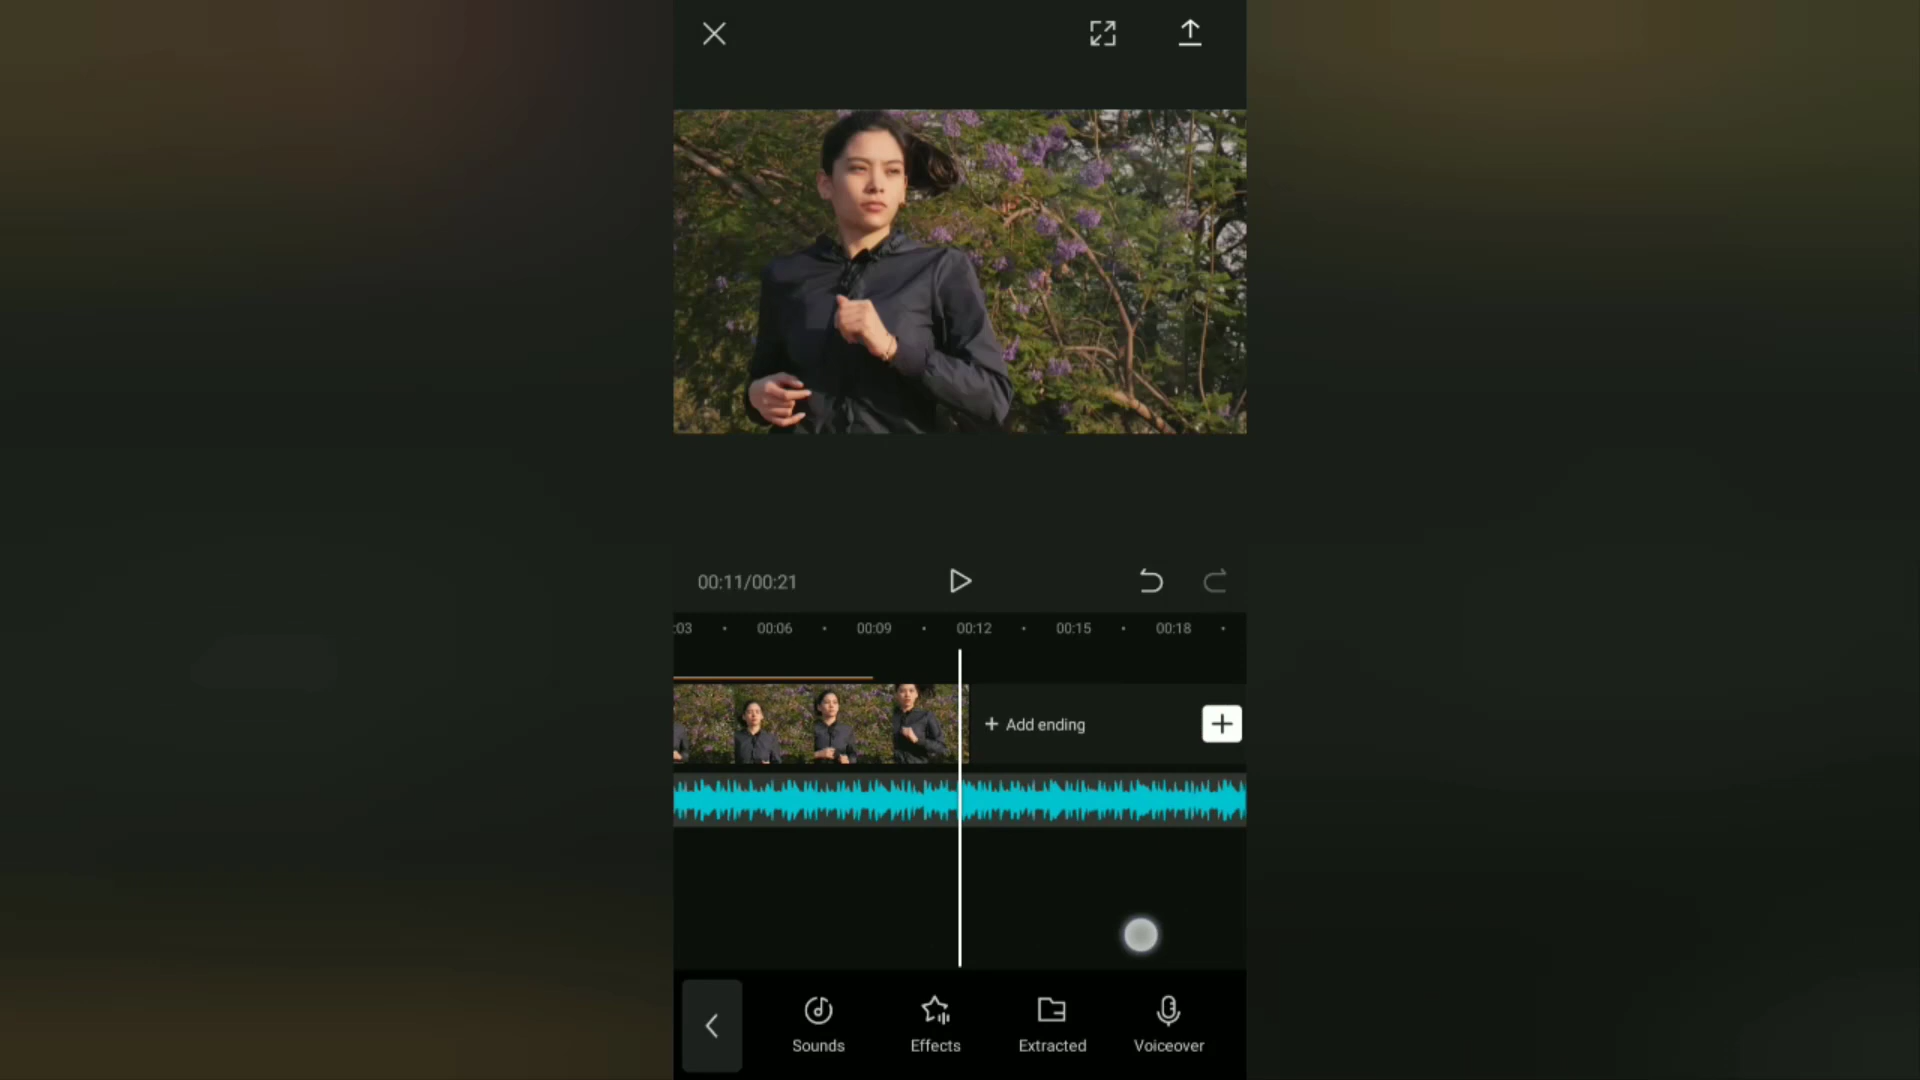 00:11/00:21
:03 00:06 00:09 00:12 00:15 00:18
+ Add ending
Sounds Effects Extracted Voiceover